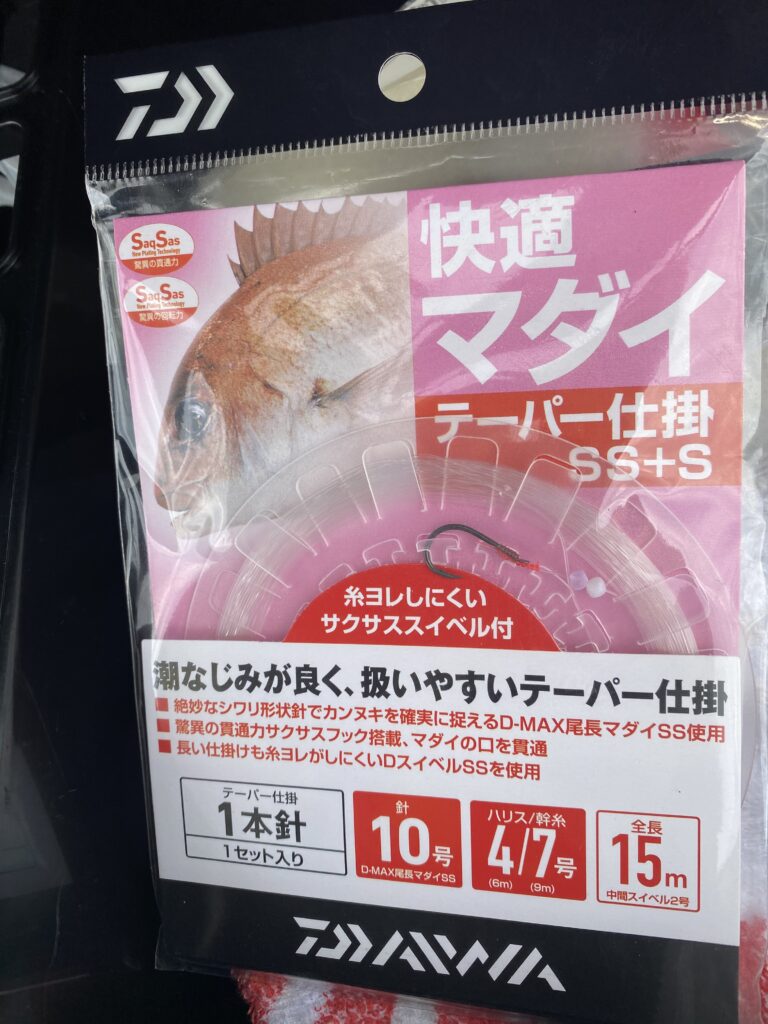 SaqSas
New Plating Technology
驚異の貫通力
SaqSas
New Plating Technology
驚異の回転力
快適
マダイ
テーパー仕掛
SS+S
糸ヨレしにくい
サクサススイベル付
潮なじみが良く、扱いやすいテーパー仕掛
■ 絶妙なシワリ形状針でカンヌキを確実に捉えるD-MAX尾長マダイSS使用
■ 驚異の貫通力サクサスフック搭載、マダイの口を貫通
■ 長い仕掛けも糸ヨレがしにくいDスイベルSSを使用
テーパー仕掛
1本針
1セット入り
針
10号
D-MAX尾長マダイSS
ハリス/幹糸
4/7号
(6m) (9m)
全長
15m
中間スイベル2号
DAIWA